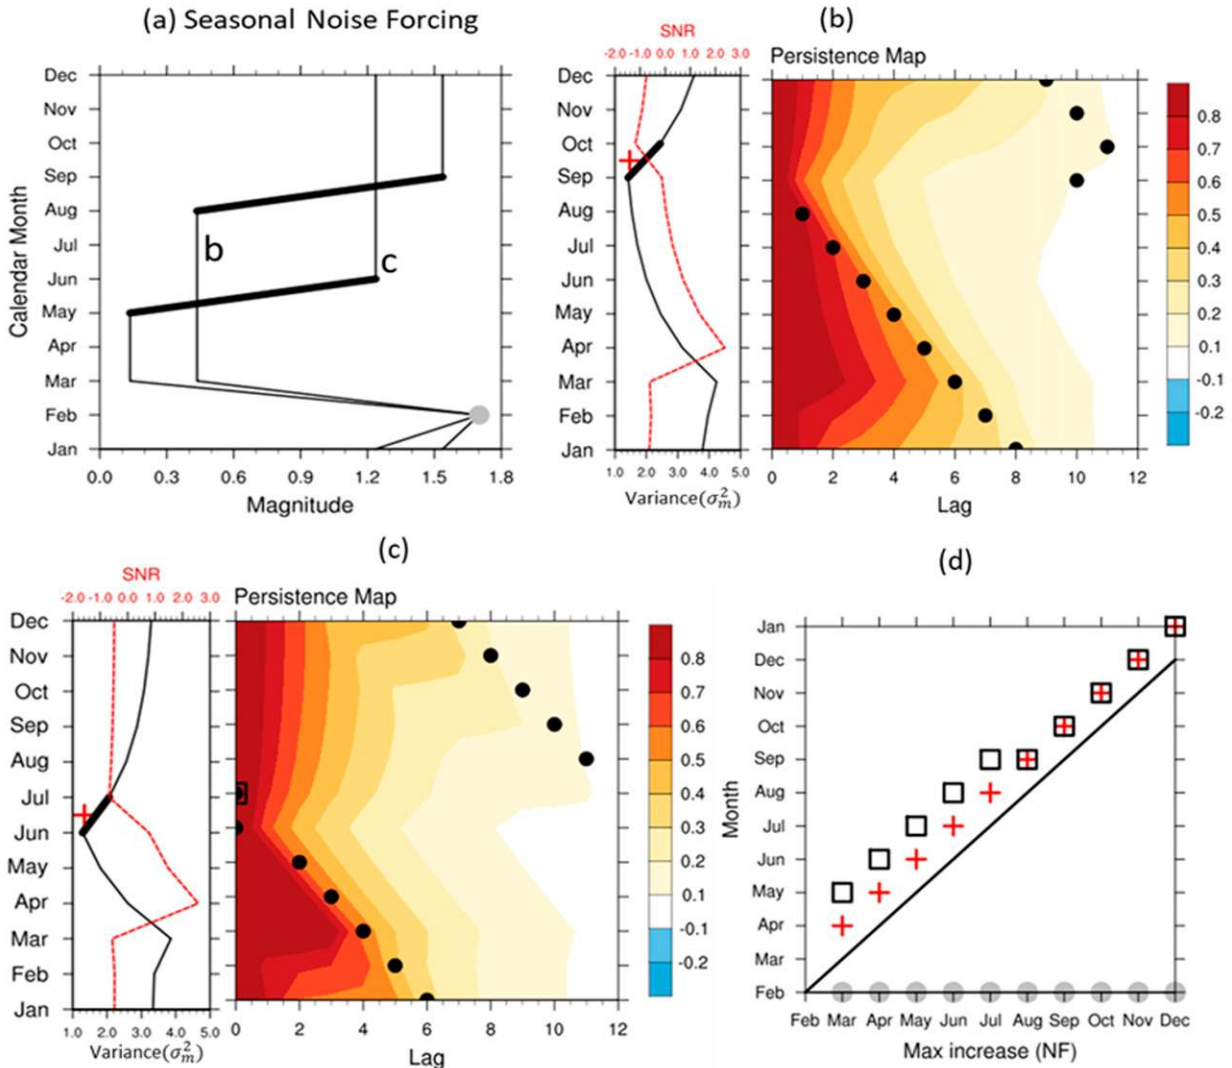 (a) Seasonal Noise Forcing
Calendar Month
Dec
Nov
Oct
Sep
Aug
Jul
Jun
May
Apr
Mar
Feb
Jan
b
c
0.0 0.3 0.6 0.9 1.2 1.5 1.8
Magnitude
(b)
SNR
-2.0 -1.0 0.0 1.0 2.0 3.0
Persistence Map
Dec
Nov
Oct
Sep
Aug
Jul
Jun
May
Apr
Mar
Feb
Jan
1.0 2.0 3.0 4.0 5.0
Variance(σ²ₘ)
0 2 4 6 8 10 12
Lag
0.8
0.7
0.6
0.5
0.4
0.3
0.2
0.1
-0.1
-0.2
(c)
SNR
-2.0 -1.0 0.0 1.0 2.0 3.0
Persistence Map
Dec
Nov
Oct
Sep
Aug
Jul
Jun
May
Apr
Mar
Feb
Jan
1.0 2.0 3.0 4.0 5.0
Variance(σ²ₘ)
0 2 4 6 8 10 12
Lag
0.8
0.7
0.6
0.5
0.4
0.3
0.2
0.1
-0.1
-0.2
(d)
Month
Jan
Dec
Nov
Oct
Sep
Aug
Jul
Jun
May
Apr
Mar
Feb
Feb Mar Apr May Jun Jul Aug Sep Oct Nov Dec
Max increase (NF)